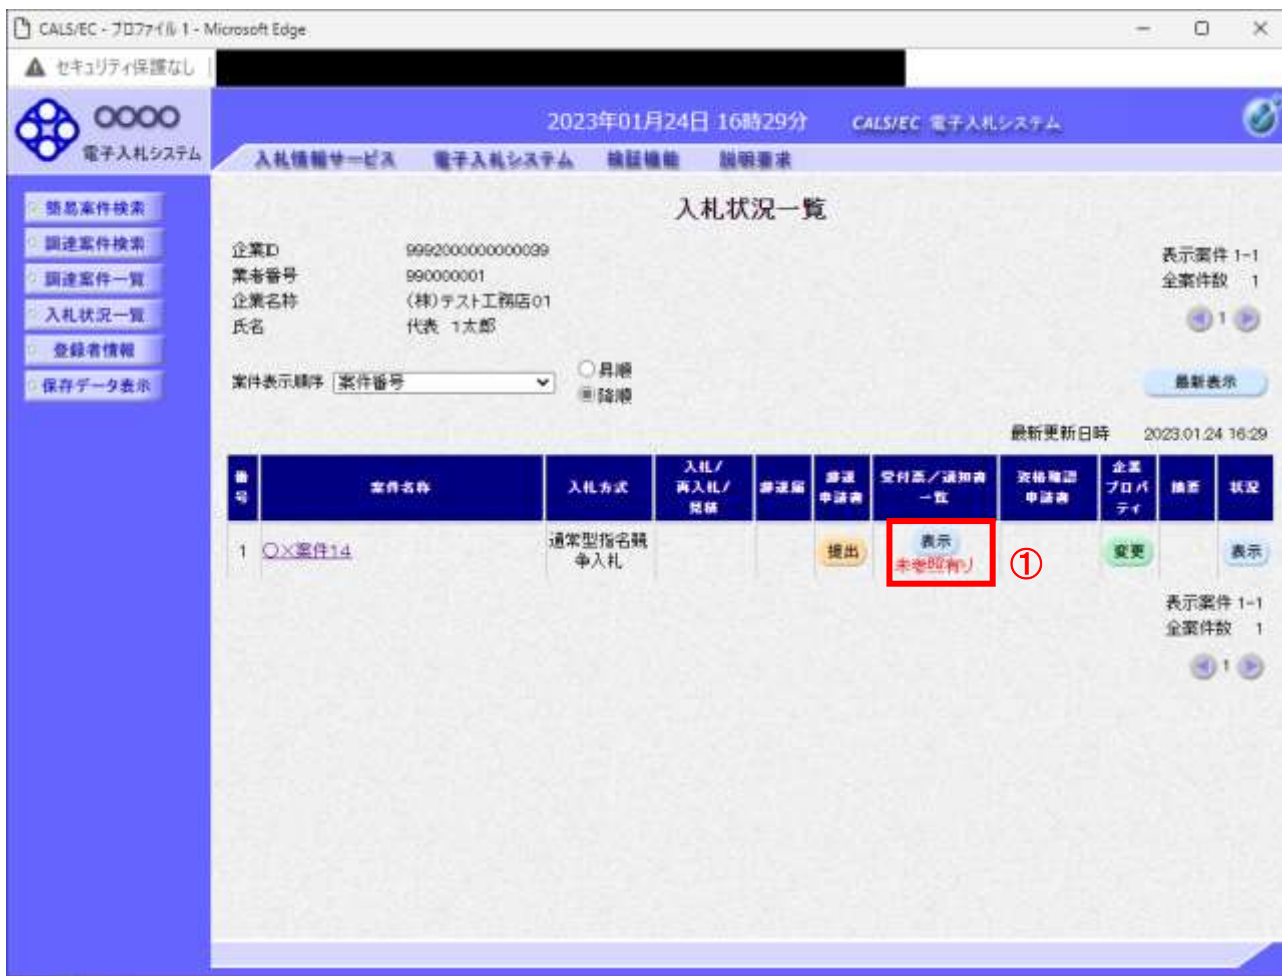 CALS/EC - プロファイル 1 - Microsoft Edge
セキュリティ保護なし
○○○○
電子入札システム
2023年01月24日 16時29分
CALS/EC 電子入札システム
入札情報サービス
電子入札システム
検証機能
説明要求
簡易案件検索
調達案件検索
調達案件一覧
入札状況一覧
登録者情報
保存データ表示
入札状況一覧
企業ID 9992000000000039
業者番号 990000001
企業名称 (株)テスト工務店01
氏名 代表 1太郎
表示案件 1-1
全案件数 1
1
案件表示順序 案件番号
昇順
降順
最新表示
最新更新日時 2023.01.24 16:29
番号
案件名称
入札方式
入札/
再入札/
見積
辞退届
辞退
申請書
受付票/通知書
一覧
資格確認
申請書
企業
プロパ
ティ
摘要
状況
1 ○×案件14
通常型指名競
争入札
提出
表示
未参照有り
①
変更
表示
表示案件 1-1
全案件数 1
1